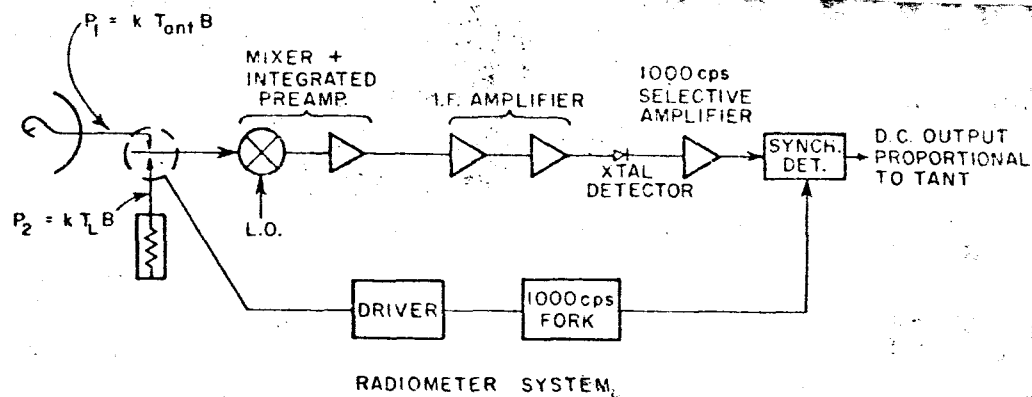 P₁ = k Tant B
MIXER +
INTEGRATED
PREAMP.
I.F. AMPLIFIER
1000 cps
SELECTIVE
AMPLIFIER
XTAL
DETECTOR
SYNCH.
DET.
D.C. OUTPUT
PROPORTIONAL
TO TANT
P₂ = k T_L B
L.O.
DRIVER
1000 cps
FORK
RADIOMETER SYSTEM